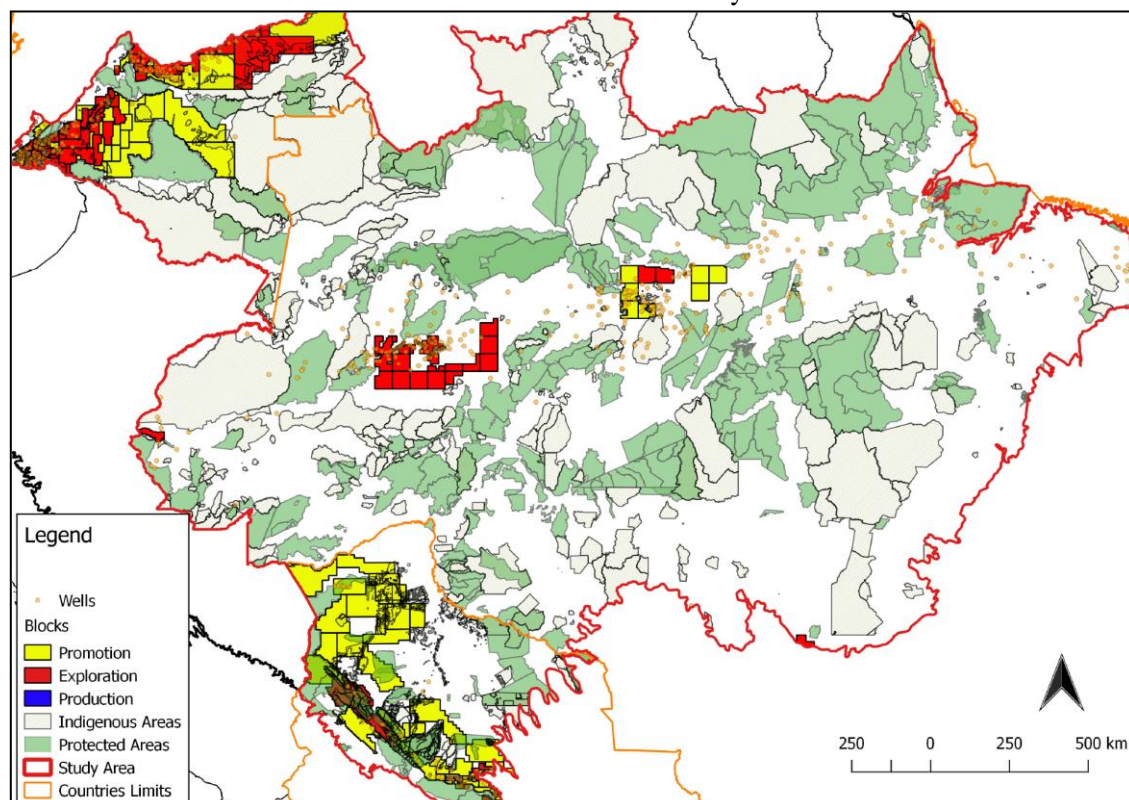 Legend
Wells
Blocks
Promotion
Exploration
Production
Indigenous Areas
Protected Areas
Study Area
Countries Limits
250 0 250 500 km